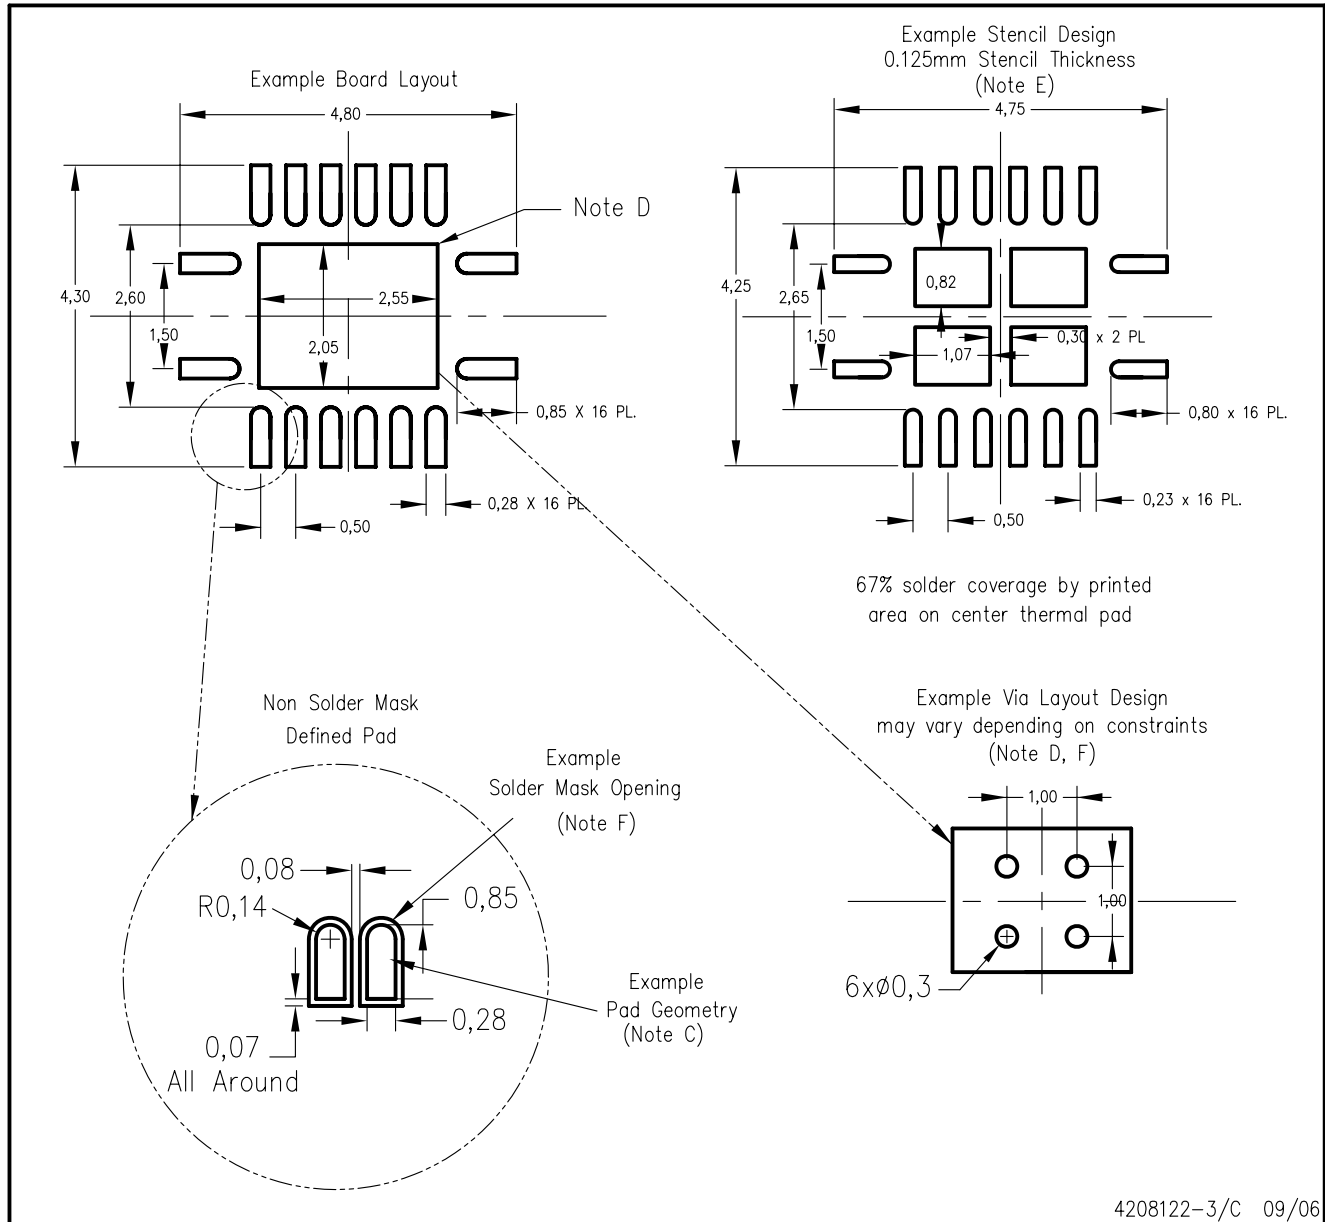 Example Board Layout
4,80
Note D
4,30
2,60
1,50
2,55
2,05
0,85 X 16 PL.
0,28 X 16 PL.
0,50
Example Stencil Design
0.125mm Stencil Thickness
(Note E)
4,75
4,25
2,65
1,50
0,82
0,30 x 2 PL
1,07
0,80 x 16 PL.
0,23 x 16 PL.
0,50
67% solder coverage by printed
area on center thermal pad
Non Solder Mask
Defined Pad
Example
Solder Mask Opening
(Note F)
0,08
R0,14
0,85
Example
Pad Geometry
(Note C)
0,28
0,07
All Around
Example Via Layout Design
may vary depending on constraints
(Note D, F)
1,00
1,00
6xø0,3
4208122-3/C 09/06